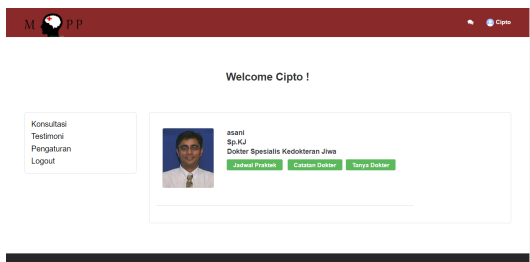 M PP
Cipto
Welcome Cipto !
Konsultasi
Testimoni
Pengaturan
Logout
asani
Sp.KJ
Dokter Spesialis Kedokteran Jiwa
Jadwal Praktek
Catatan Dokter
Tanya Dokter